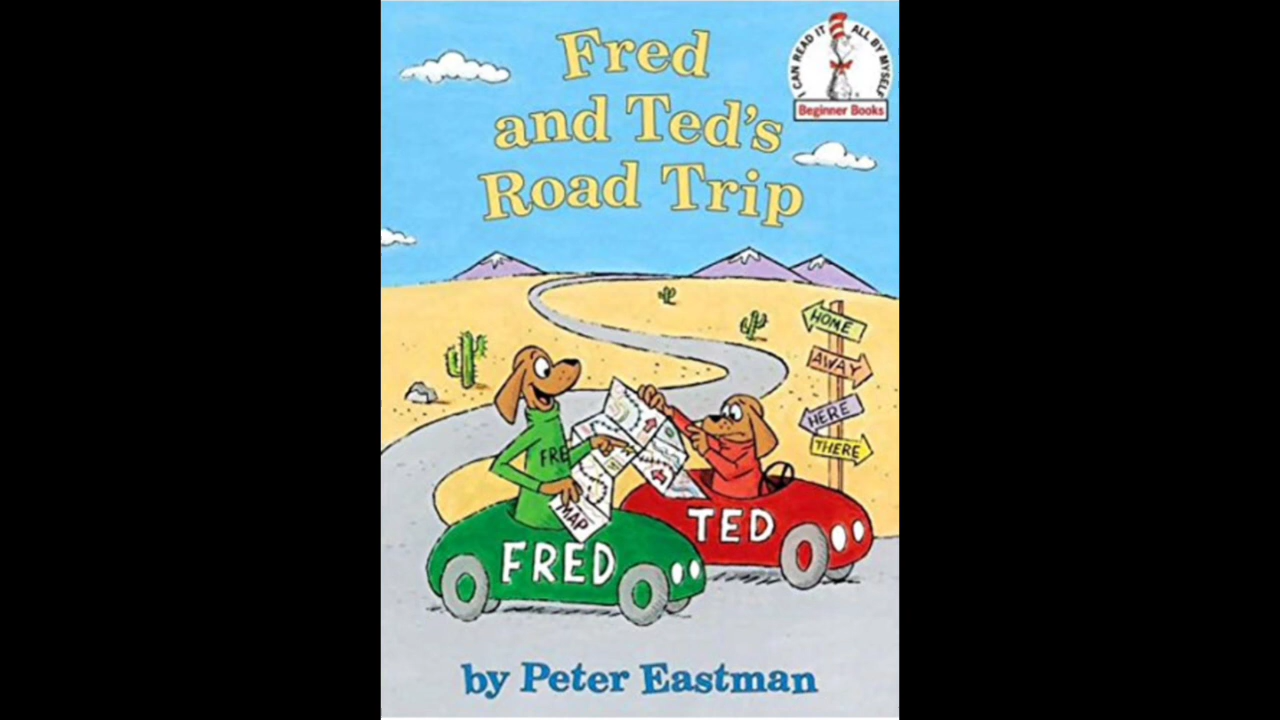 Fred
and Ted's
Road Trip
I CAN READ IT ALL BY MYSELF
Beginner Books
HOME
AWAY
HERE
THERE
FRE
MAP
TED
FRED
by Peter Eastman